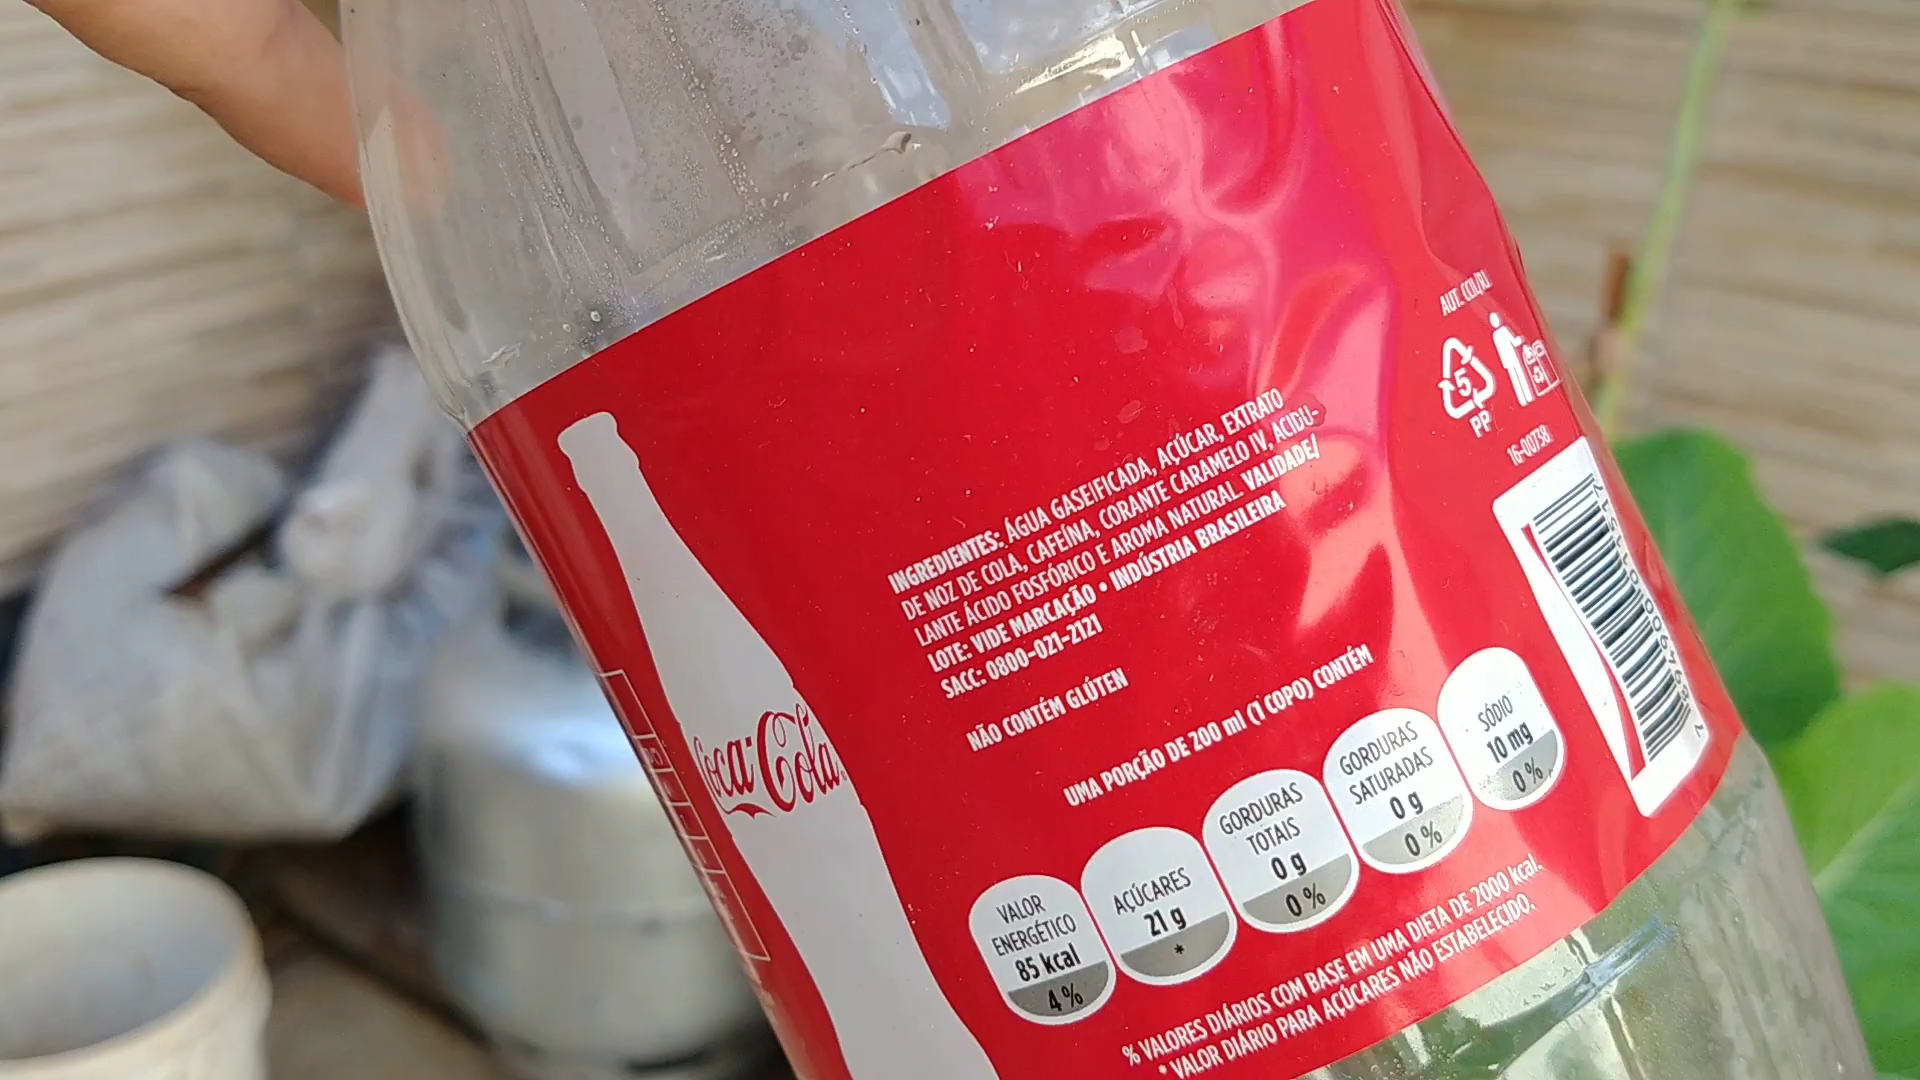 AUT. CCIL/RJ
5
PP
16-00738
INGREDIENTES: ÁGUA GASEIFICADA, AÇÚCAR, EXTRATO
DE NOZ DE COLA, CAFEÍNA, CORANTE CARAMELO IV, ACIDU-
LANTE ÁCIDO FOSFÓRICO E AROMA NATURAL. VALIDADE/
LOTE: VIDE MARCAÇÃO • INDÚSTRIA BRASILEIRA
SACC: 0800-021-2121
NÃO CONTÉM GLÚTEN
Coca-Cola
UMA PORÇÃO DE 200 ml (1 COPO) CONTÉM
VALOR
ENERGÉTICO
85 kcal
4%
AÇÚCARES
21 g
*
GORDURAS
TOTAIS
0 g
0%
GORDURAS
SATURADAS
0 g
0%
SÓDIO
10 mg
0%
% VALORES DIÁRIOS COM BASE EM UMA DIETA DE 2000 kcal.
* VALOR DIÁRIO PARA AÇÚCARES NÃO ESTABELECIDO.